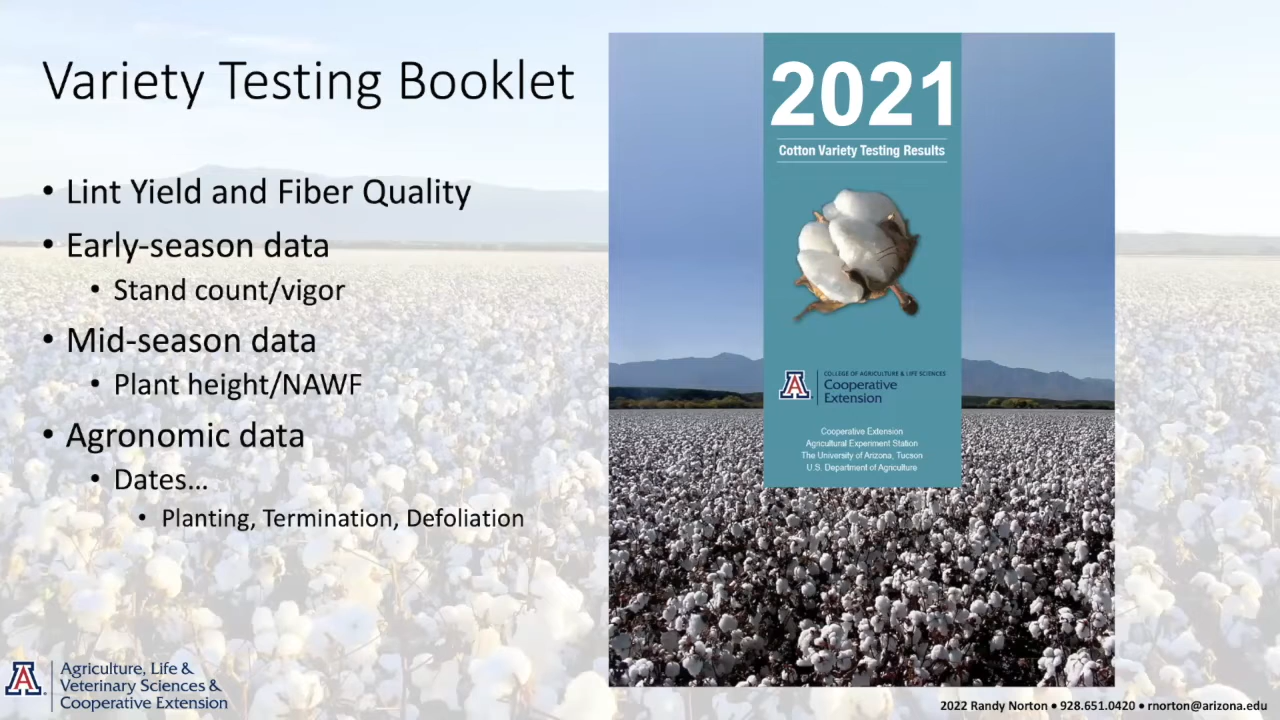 Variety Testing Booklet
• Lint Yield and Fiber Quality
• Early-season data
• Stand count/vigor
• Mid-season data
• Plant height/NAWF
• Agronomic data
• Dates...
• Planting, Termination, Defoliation
2021
Cotton Variety Testing Results
A
COLLEGE OF AGRICULTURE & LIFE SCIENCES
Cooperative
Extension
Cooperative Extension
Agricultural Experiment Station
The University of Arizona, Tucson
U.S. Department of Agriculture
A
Agriculture, Life &
Veterinary Sciences &
Cooperative Extension
2022 Randy Norton • 928.651.0420 • rnorton@arizona.edu